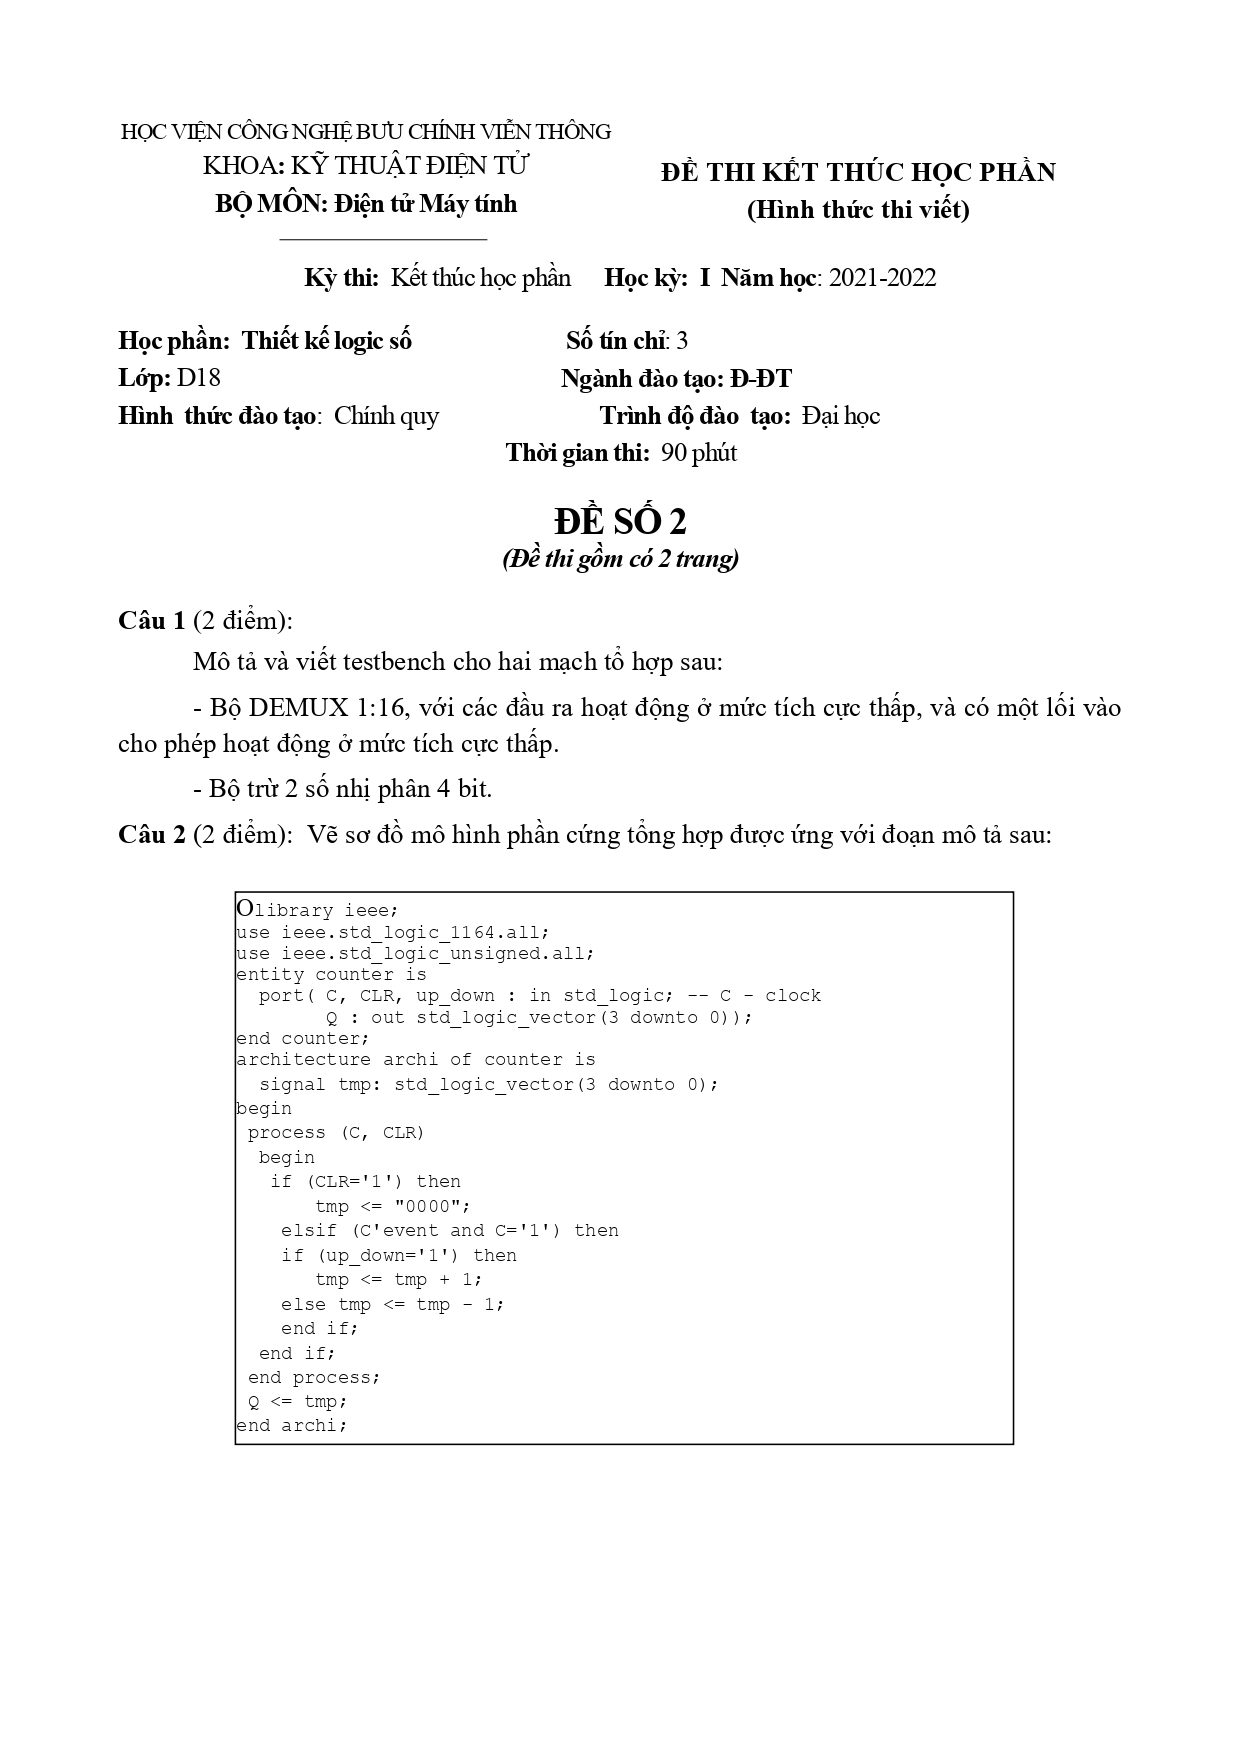 HỌC VIỆN CÔNG NGHỆ BƯU CHÍNH VIỄN THÔNG
KHOA: KỸ THUẬT ĐIỆN TỬ
BỘ MÔN: Điện tử Máy tính
ĐỀ THI KẾT THÚC HỌC PHẦN
(Hình thức thi viết)
Kỳ thi: Kết thúc học phần Học kỳ: I Năm học: 2021-2022
Học phần: Thiết kế logic số Số tín chỉ: 3
Lớp: D18 Ngành đào tạo: Đ-ĐT
Hình thức đào tạo: Chính quy Trình độ đào tạo: Đại học
Thời gian thi: 90 phút
ĐỀ SỐ 2
(Đề thi gồm có 2 trang)
Câu 1 (2 điểm):
Mô tả và viết testbench cho hai mạch tổ hợp sau:
- Bộ DEMUX 1:16, với các đầu ra hoạt động ở mức tích cực thấp, và có một lối vào
cho phép hoạt động ở mức tích cực thấp.
- Bộ trừ 2 số nhị phân 4 bit.
Câu 2 (2 điểm): Vẽ sơ đồ mô hình phần cứng tổng hợp được ứng với đoạn mô tả sau:
Olibrary ieee;
use ieee.std_logic_1164.all;
use ieee.std_logic_unsigned.all;
entity counter is
port( C, CLR, up_down : in std_logic; -- C - clock
Q : out std_logic_vector(3 downto 0));
end counter;
architecture archi of counter is
signal tmp: std_logic_vector(3 downto 0);
begin
process (C, CLR)
begin
if (CLR='1') then
tmp <= "0000";
elsif (C'event and C='1') then
if (up_down='1') then
tmp <= tmp + 1;
else tmp <= tmp - 1;
end if;
end if;
end process;
Q <= tmp;
end archi;